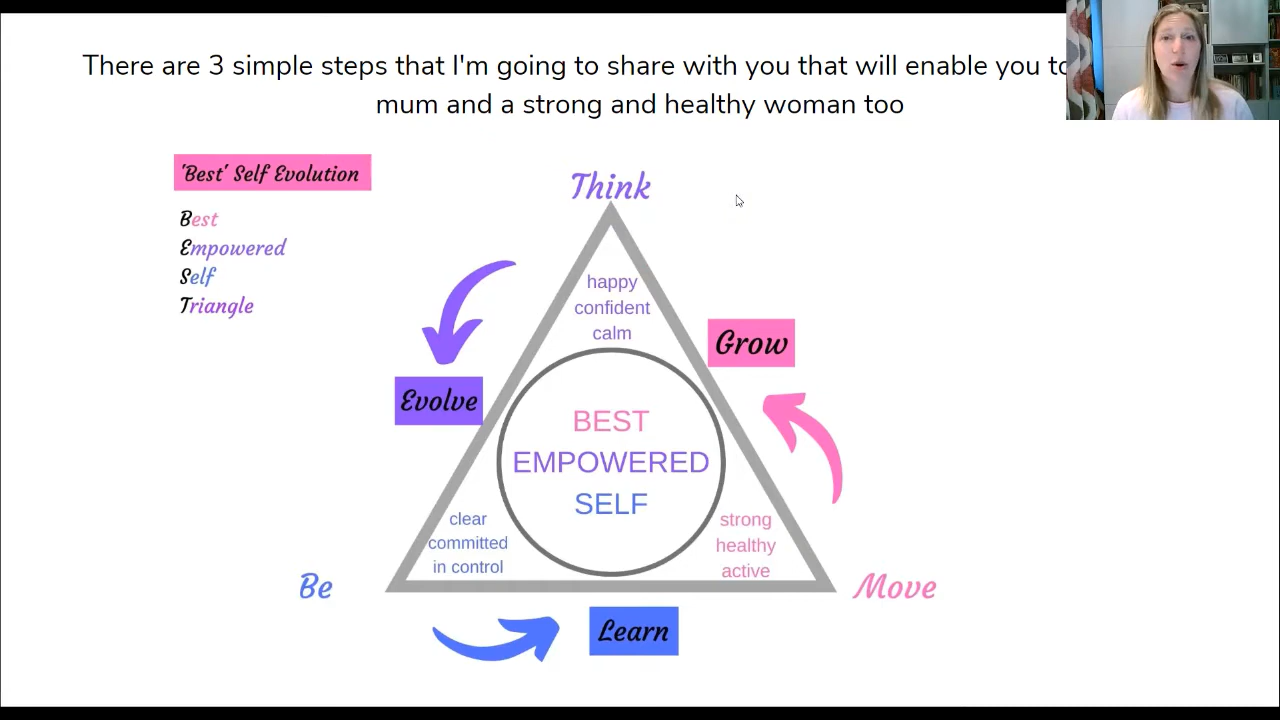 There are 3 simple steps that I'm going to share with you that will enable you to
mum and a strong and healthy woman too
'Best' Self Evolution
Best
Empowered
Self
Triangle
Think
happy
confident
calm
Grow
Evolve
BEST
EMPOWERED
SELF
clear
committed
in control
strong
healthy
active
Be
Move
Learn